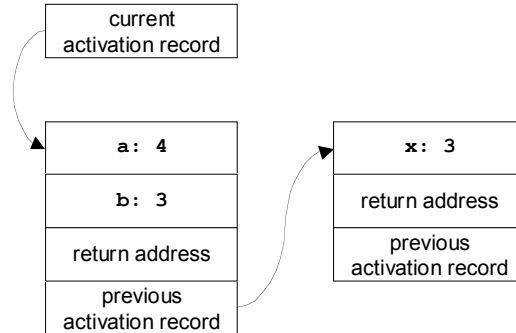 current
activation record
a: 4
b: 3
return address
previous
activation record
x: 3
return address
previous
activation record